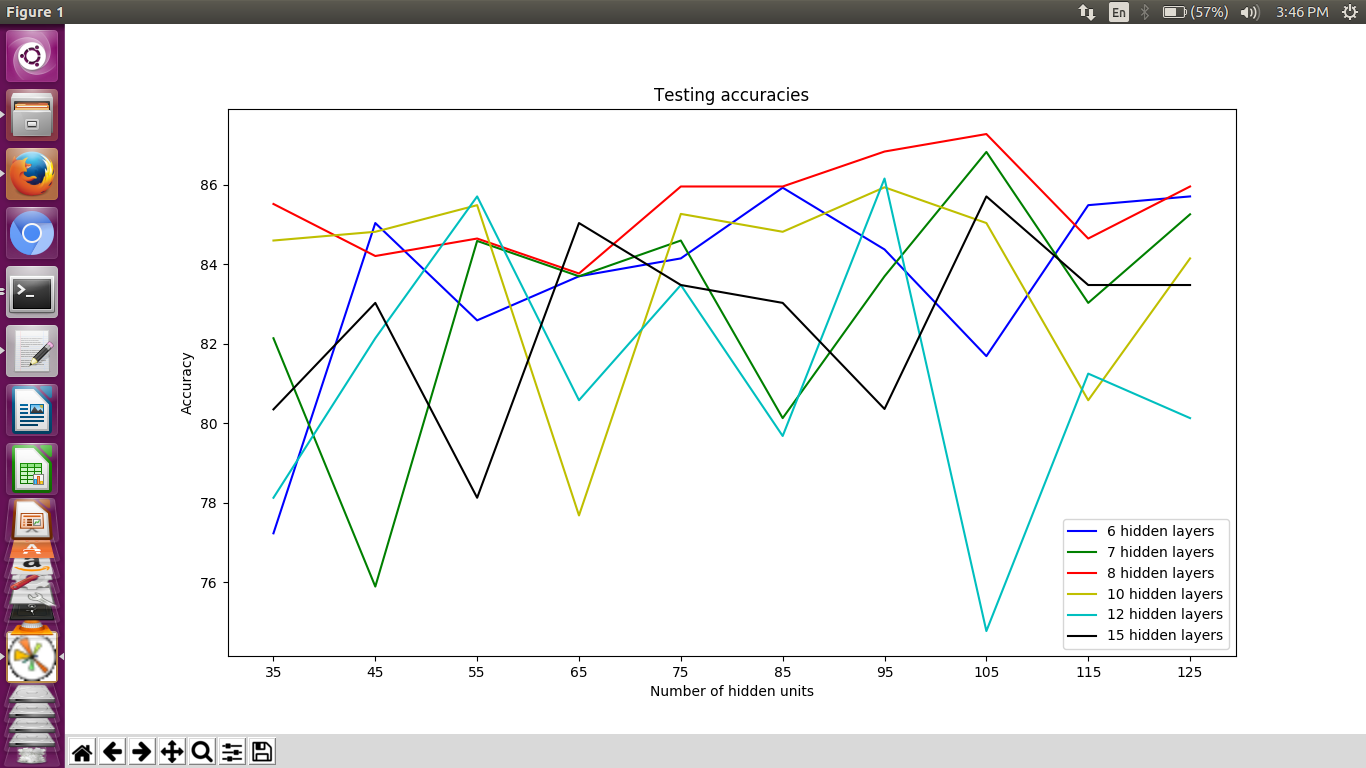 Figure 1
En
(57%)
3:46 PM
Testing accuracies
86
84
82
80
78
76
Accuracy
35 45 55 65 75 85 95 105 115 125
Number of hidden units
6 hidden layers
7 hidden layers
8 hidden layers
10 hidden layers
12 hidden layers
15 hidden layers